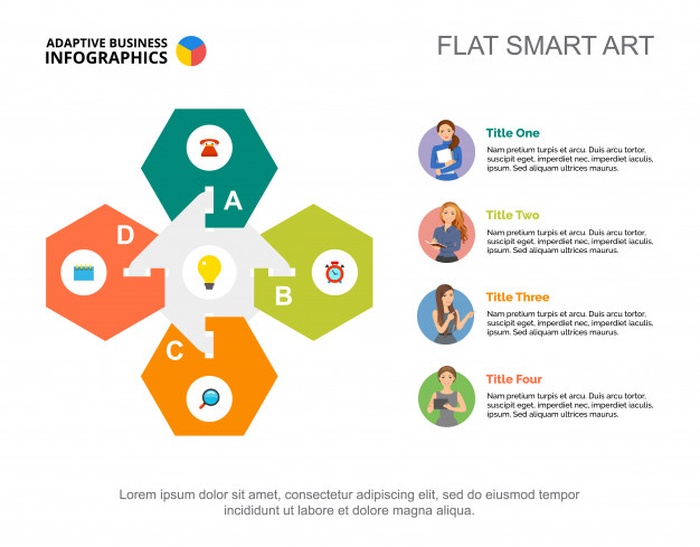 ADAPTIVE BUSINESS
INFOGRAPHICS
FLAT SMART ART
A
B
C
D
Title One
Nam pretium turpis et arcu. Duis arcu tortor,
suscipit eget, imperdiet nec, imperdiet iaculis,
ipsum. Sed aliquam ultrices mauris.
Title Two
Nam pretium turpis et arcu. Duis arcu tortor,
suscipit eget, imperdiet nec, imperdiet iaculis,
ipsum. Sed aliquam ultrices mauris.
Title Three
Nam pretium turpis et arcu. Duis arcu tortor,
suscipit eget, imperdiet nec, imperdiet iaculis,
ipsum. Sed aliquam ultrices mauris.
Title Four
Nam pretium turpis et arcu. Duis arcu tortor,
suscipit eget, imperdiet nec, imperdiet iaculis,
ipsum. Sed aliquam ultrices mauris.
Lorem ipsum dolor sit amet, consectetur adipiscing elit, sed do eiusmod tempor
incididunt ut labore et dolore magna aliqua.